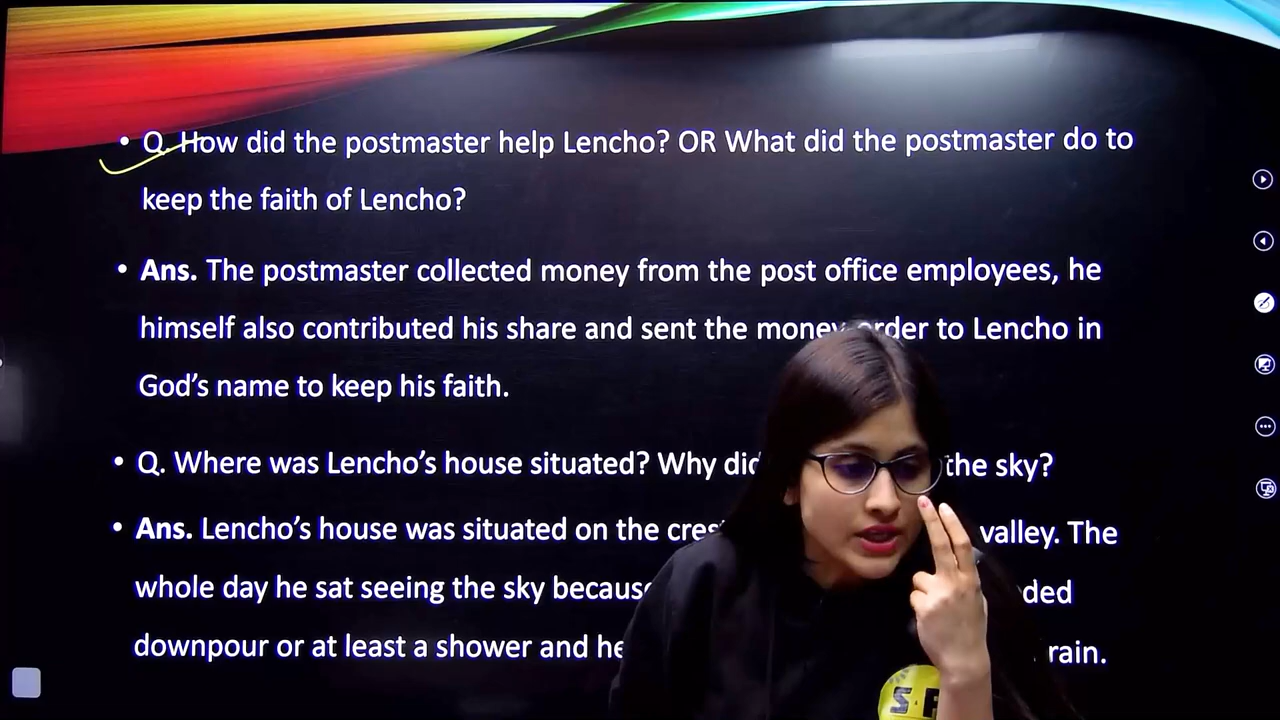 • Q. How did the postmaster help Lencho? OR What did the postmaster do to
keep the faith of Lencho?
• Ans. The postmaster collected money from the post office employees, he
himself also contributed his share and sent the money order to Lencho in
God's name to keep his faith.
• Q. Where was Lencho's house situated? Why did the sky?
• Ans. Lencho's house was situated on the valley. The
whole day he sat seeing the sky
downpour or at least a shower and rain.